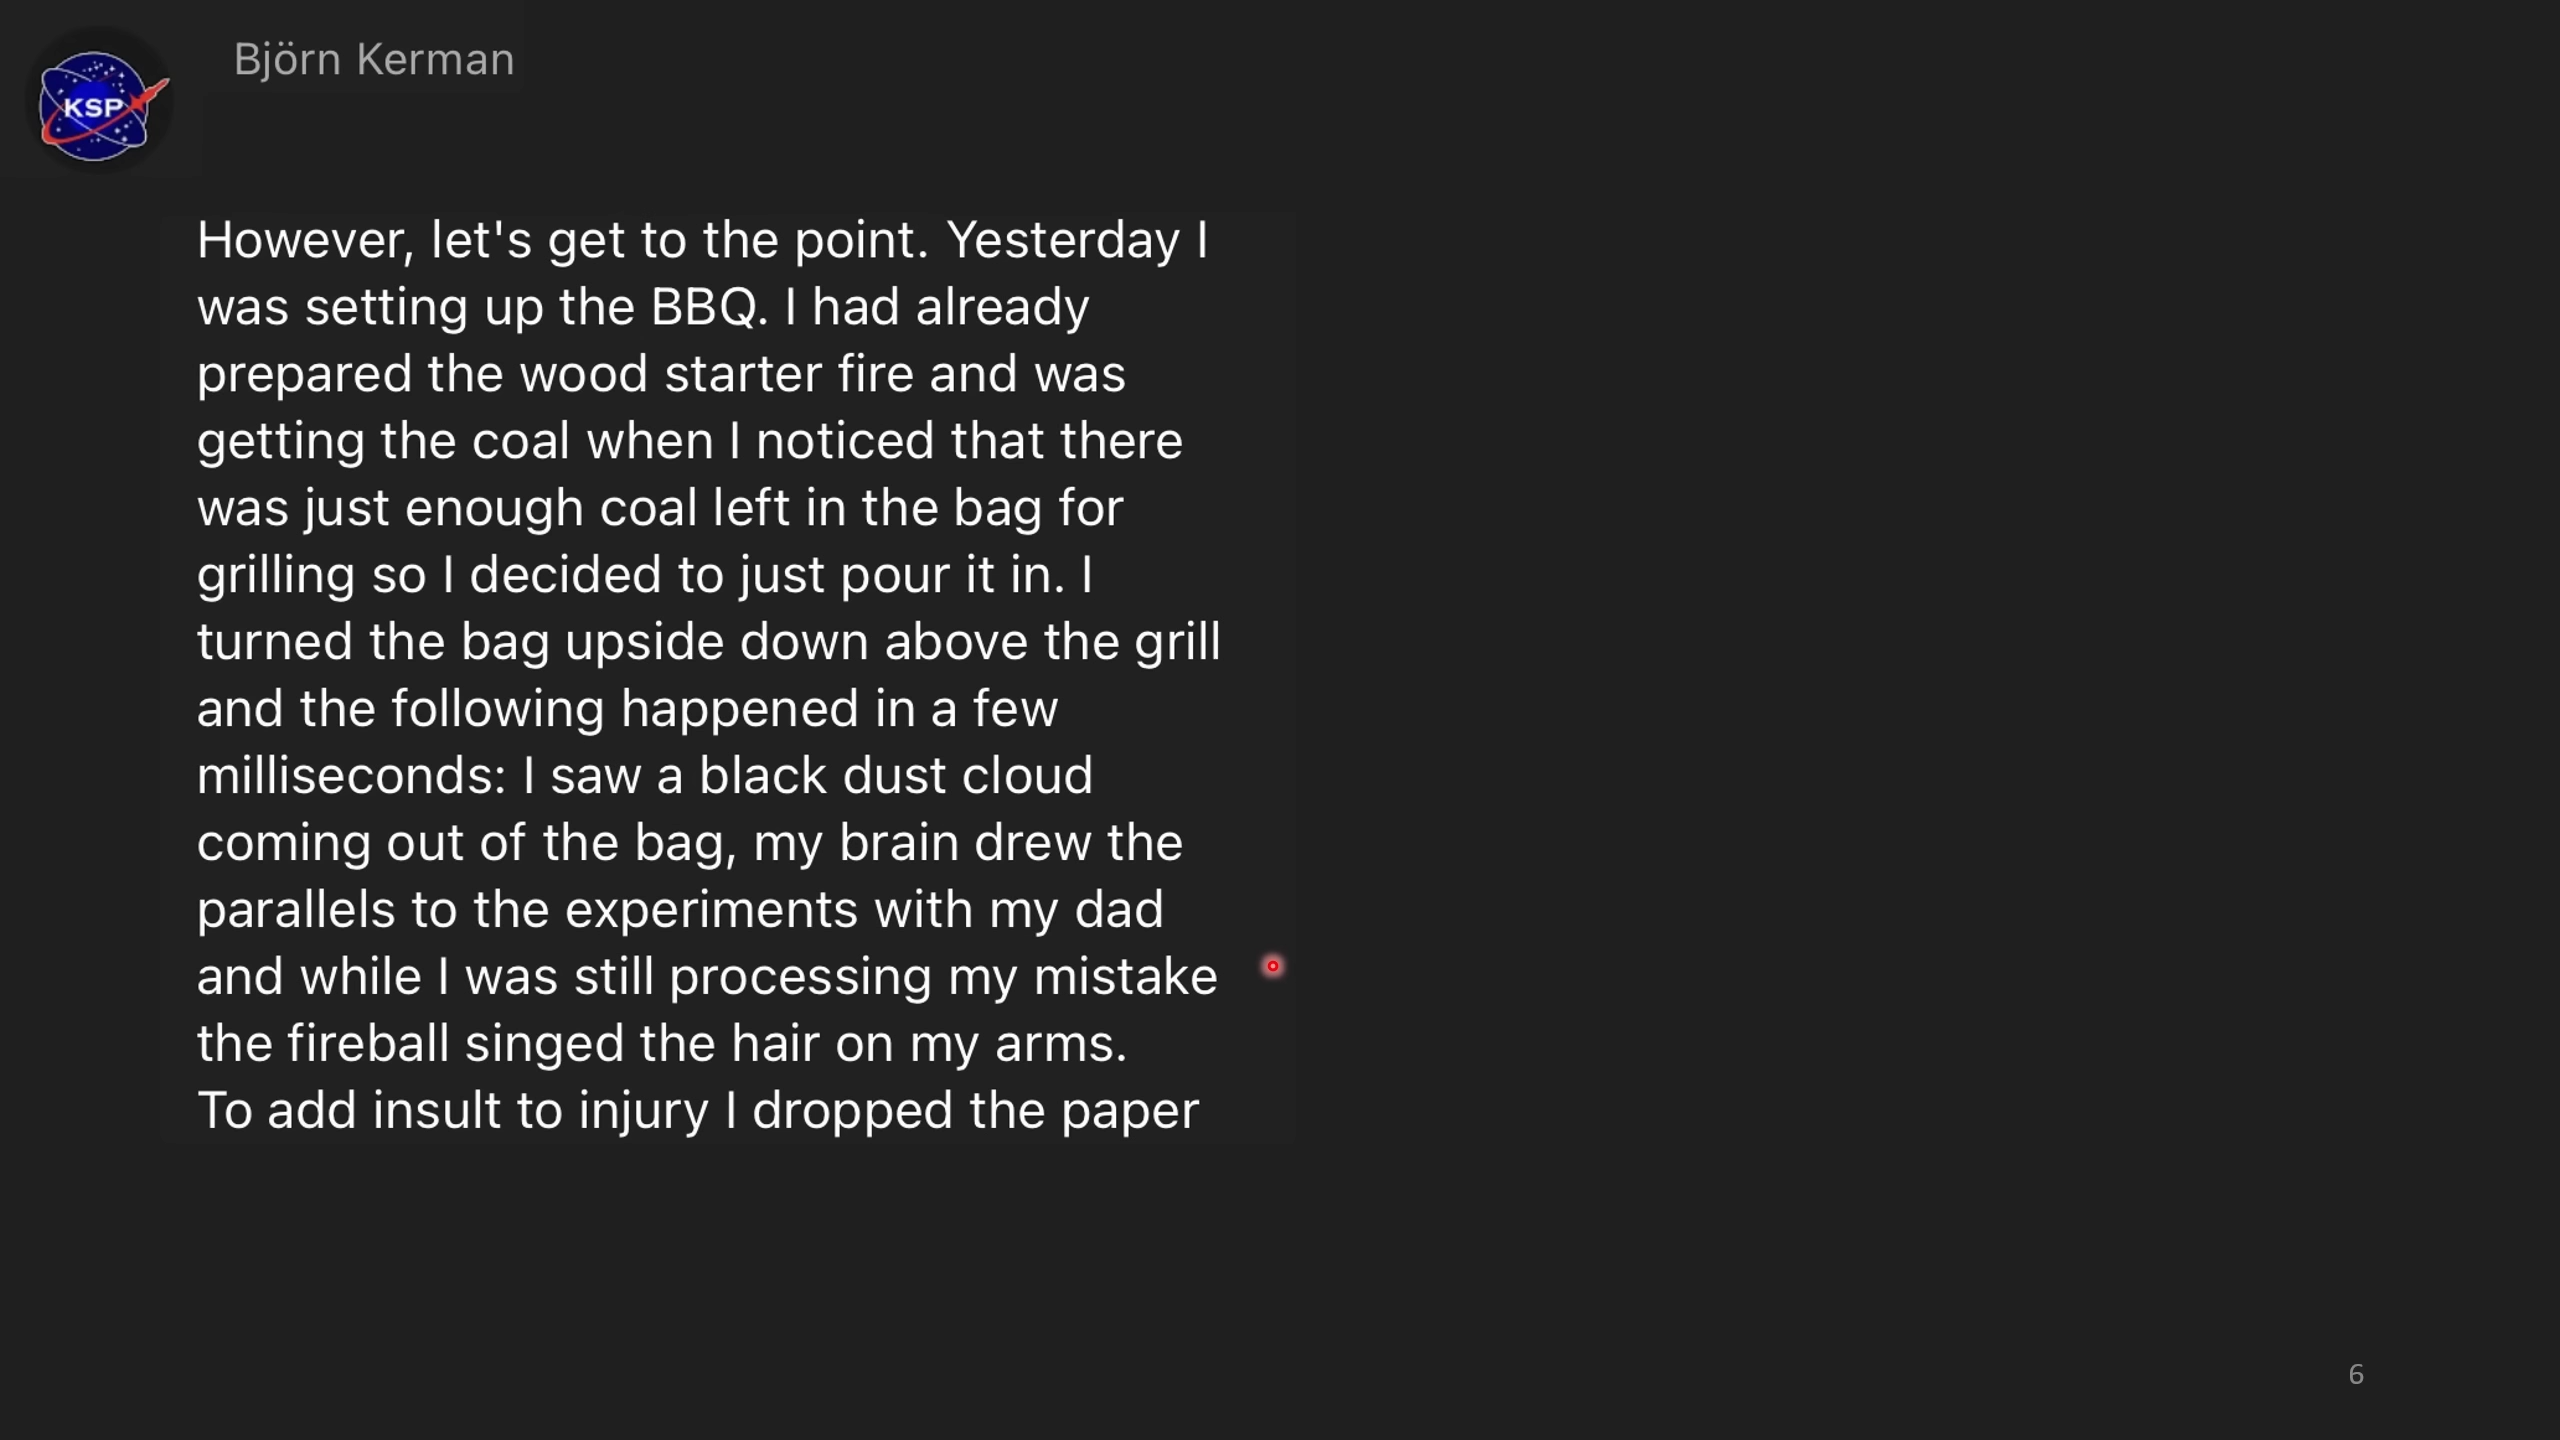 KSP
Björn Kerman
However, let's get to the point. Yesterday I
was setting up the BBQ. I had already
prepared the wood starter fire and was
getting the coal when I noticed that there
was just enough coal left in the bag for
grilling so I decided to just pour it in. I
turned the bag upside down above the grill
and the following happened in a few
milliseconds: I saw a black dust cloud
coming out of the bag, my brain drew the
parallels to the experiments with my dad
and while I was still processing my mistake
the fireball singed the hair on my arms.
To add insult to injury I dropped the paper
6